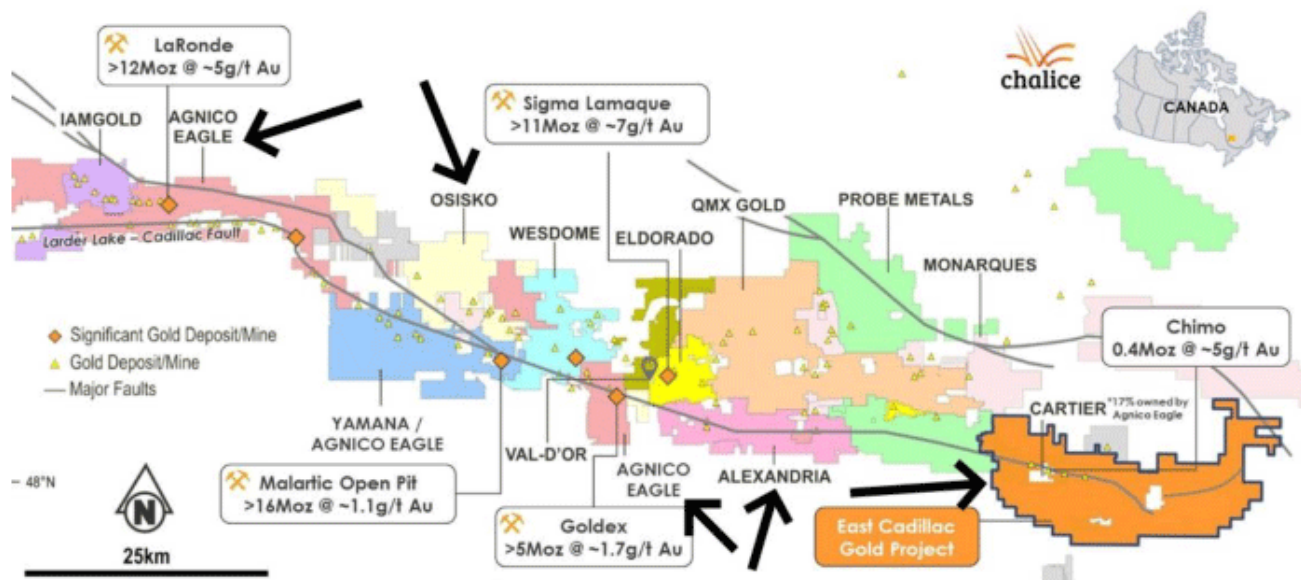 LaRonde
>12Moz @ ~5g/t Au
IAMGOLD
AGNICO
EAGLE
Larder Lake – Cadillac Fault
OSISKO
Sigma Lamaque
>11Moz @ ~7g/t Au
WESDOME
ELDORADO
QMX GOLD
PROBE METALS
MONARQUES
chalice
CANADA
Significant Gold Deposit/Mine
Gold Deposit/Mine
Major Faults
Chimo
0.4Moz @ ~5g/t Au
CARTIER
*17% owned by
Agnico Eagle
YAMANA /
AGNICO EAGLE
VAL-D'OR
AGNICO
EAGLE
ALEXANDRIA
48°N
N
25km
Malartic Open Pit
>16Moz @ ~1.1g/t Au
Goldex
>5Moz @ ~1.7g/t Au
East Cadillac
Gold Project